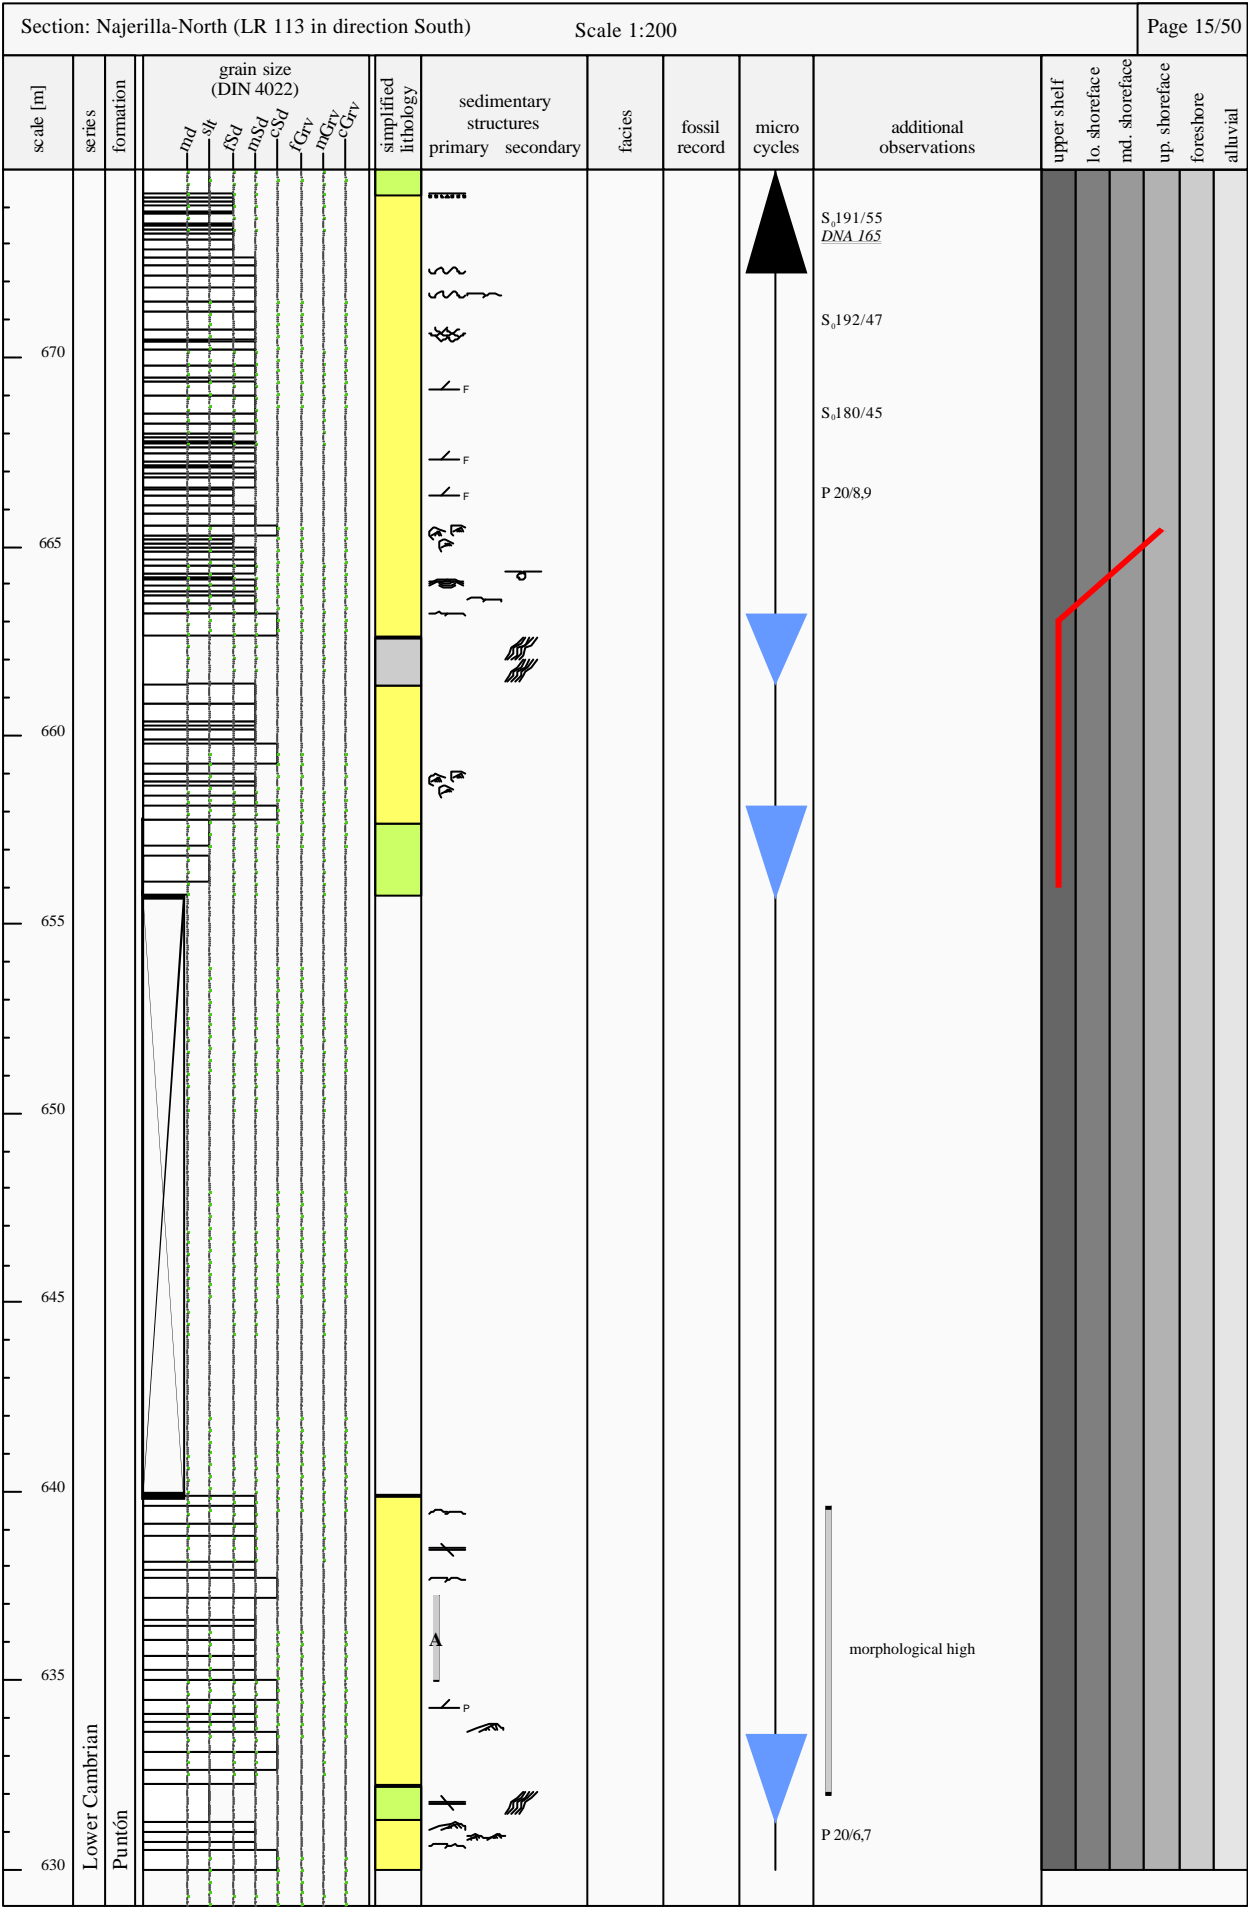 Section: Najerilla-North (LR 113 in direction South) Scale 1:200 Page 15/50
scale [m]
series
formation
grain size
(DIN 4022)
md
slt
fSd
mSd
cSd
fGrv
mGrv
cGrv
simplified
lithology
sedimentary
structures
primary secondary
facies
fossil
record
micro
cycles
additional
observations
upper shelf
lo. shoreface
md. shoreface
up. shoreface
foreshore
alluvial
S₀191/55
DNA 165
S₀192/47
670
F
S₀180/45
F
P 20/8,9
F
665
660
655
650
645
640
A
morphological high
635
P
Lower Cambrian
Puntón
P 20/6,7
630